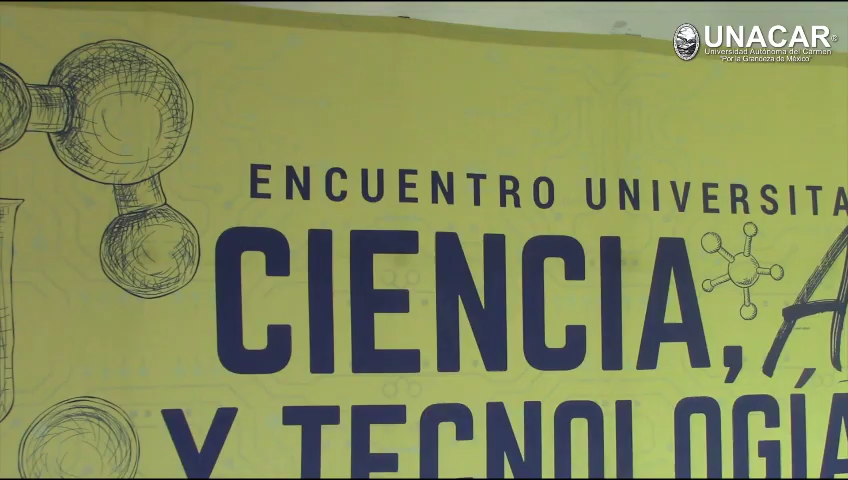 UNACAR
Universidad Autónoma del Carmen
"Por la Grandeza de México"
ENCUENTRO UNIVERSITA
CIENCIA, A
Y TECNOLOGÍA